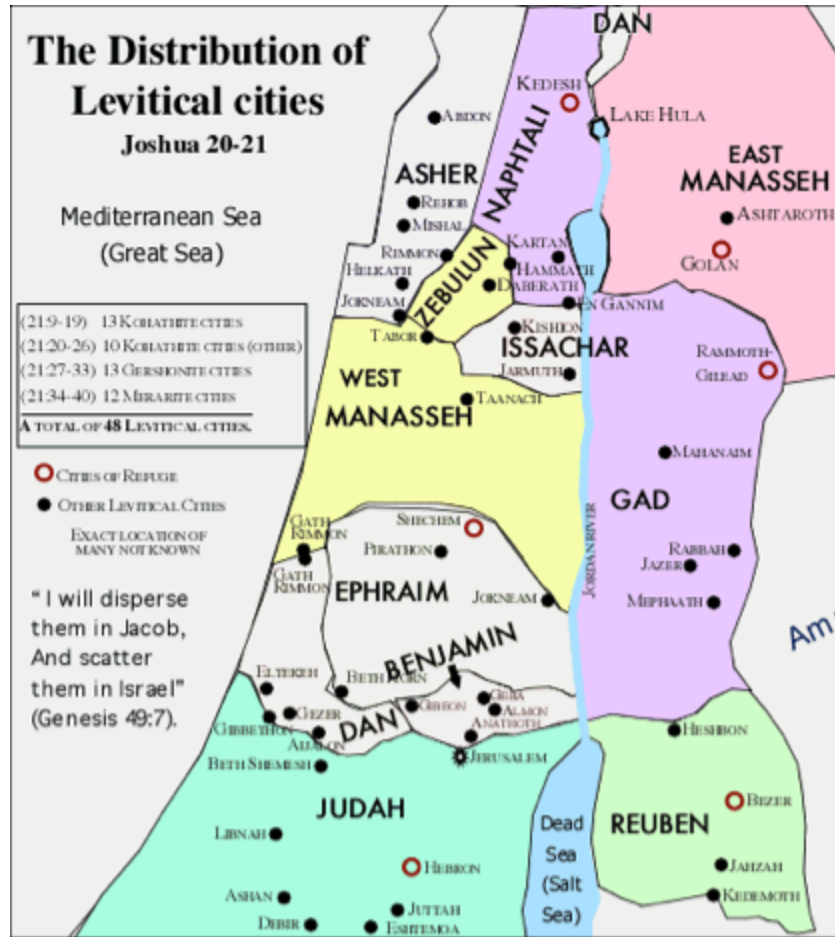 The Distribution of
Levitical cities
Joshua 20-21
Mediterranean Sea
(Great Sea)
(21:9-19) 13 KOHATHITE CITIES
(21:20-26) 10 KOHATHITE CITIES (OTHER)
(21:27-33) 13 GERSHONITE CITIES
(21:34-40) 12 MERARITE CITIES
A TOTAL OF 48 LEVITICAL CITIES.
CITIES OF REFUGE
OTHER LEVITICAL CITIES
EXACT LOCATION OF
MANY NOT KNOWN
“ I will disperse
them in Jacob,
And scatter
them in Israel”
(Genesis 49:7).
DAN
KEDESH
LAKE HULA
ABDON
NAPHTALI
EAST
MANASSEH
ASHER
REHOB
MISHAL
ASHTAROTH
GOLAN
RIMMON
KARTAN
HAMMATH
HELKATH
ZEBULUN
DABERATH
JOKNEAM
EN GANNIM
TABOR
KISHION
ISSACHAR
JARMUTH
RAMMOTH-
GILEAD
WEST
MANASSEH
TAANACH
MAHANAIM
GAD
JORDAN RIVER
GATH
RIMMON
SHECHEM
PIRATHON
GATH
RIMMON
EPHRAIM
JOKNEAM
RABBAH
JAZER
MEPHAATH
Am
BENJAMIN
ELTEKEH
BETH HORN
GIBEON
GEBA
ALMON
ANATHOTH
GEZER
GIBBETHON
DAN
AIJALON
HESHBON
BETH SHEMESH
JERUSALEM
JUDAH
LIBNAH
HEBRON
ASHAN
JUTTAH
DEBIR
ESHTEMOA
Dead
Sea
(Salt
Sea)
REUBEN
BEZER
JAHZAH
KEDEMOTH